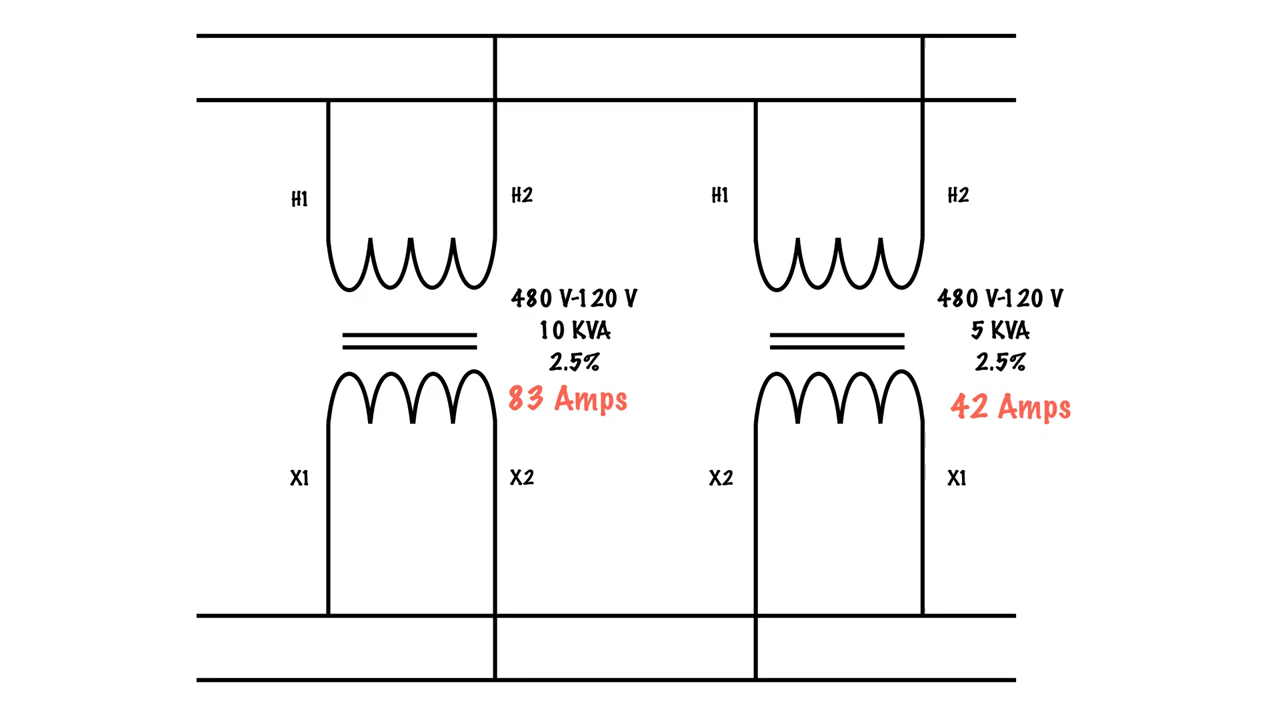 H1
H2
H1
H2
480 V-120 V
10 KVA
2.5%
83 Amps
480 V-120 V
5 KVA
2.5%
42 Amps
X1
X2
X2
X1